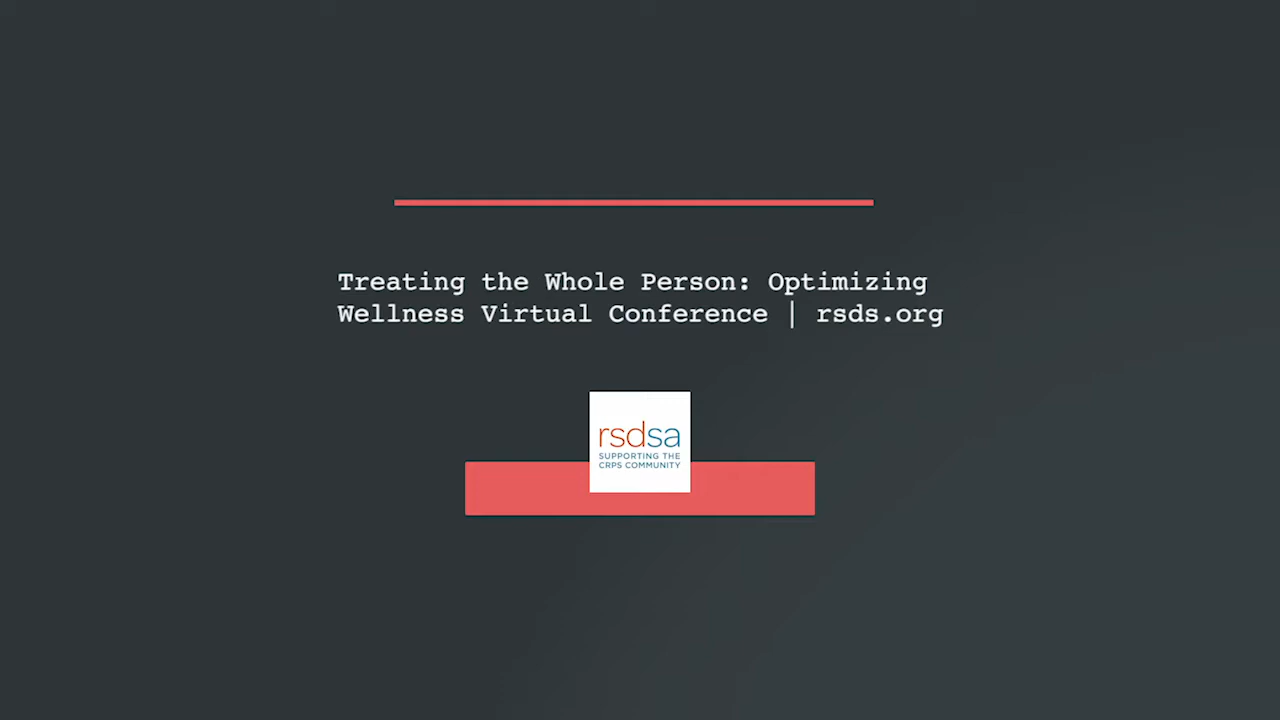 Treating the Whole Person: Optimizing
Wellness Virtual Conference | rsds.org
rsdsa
SUPPORTING THE
CRPS COMMUNITY